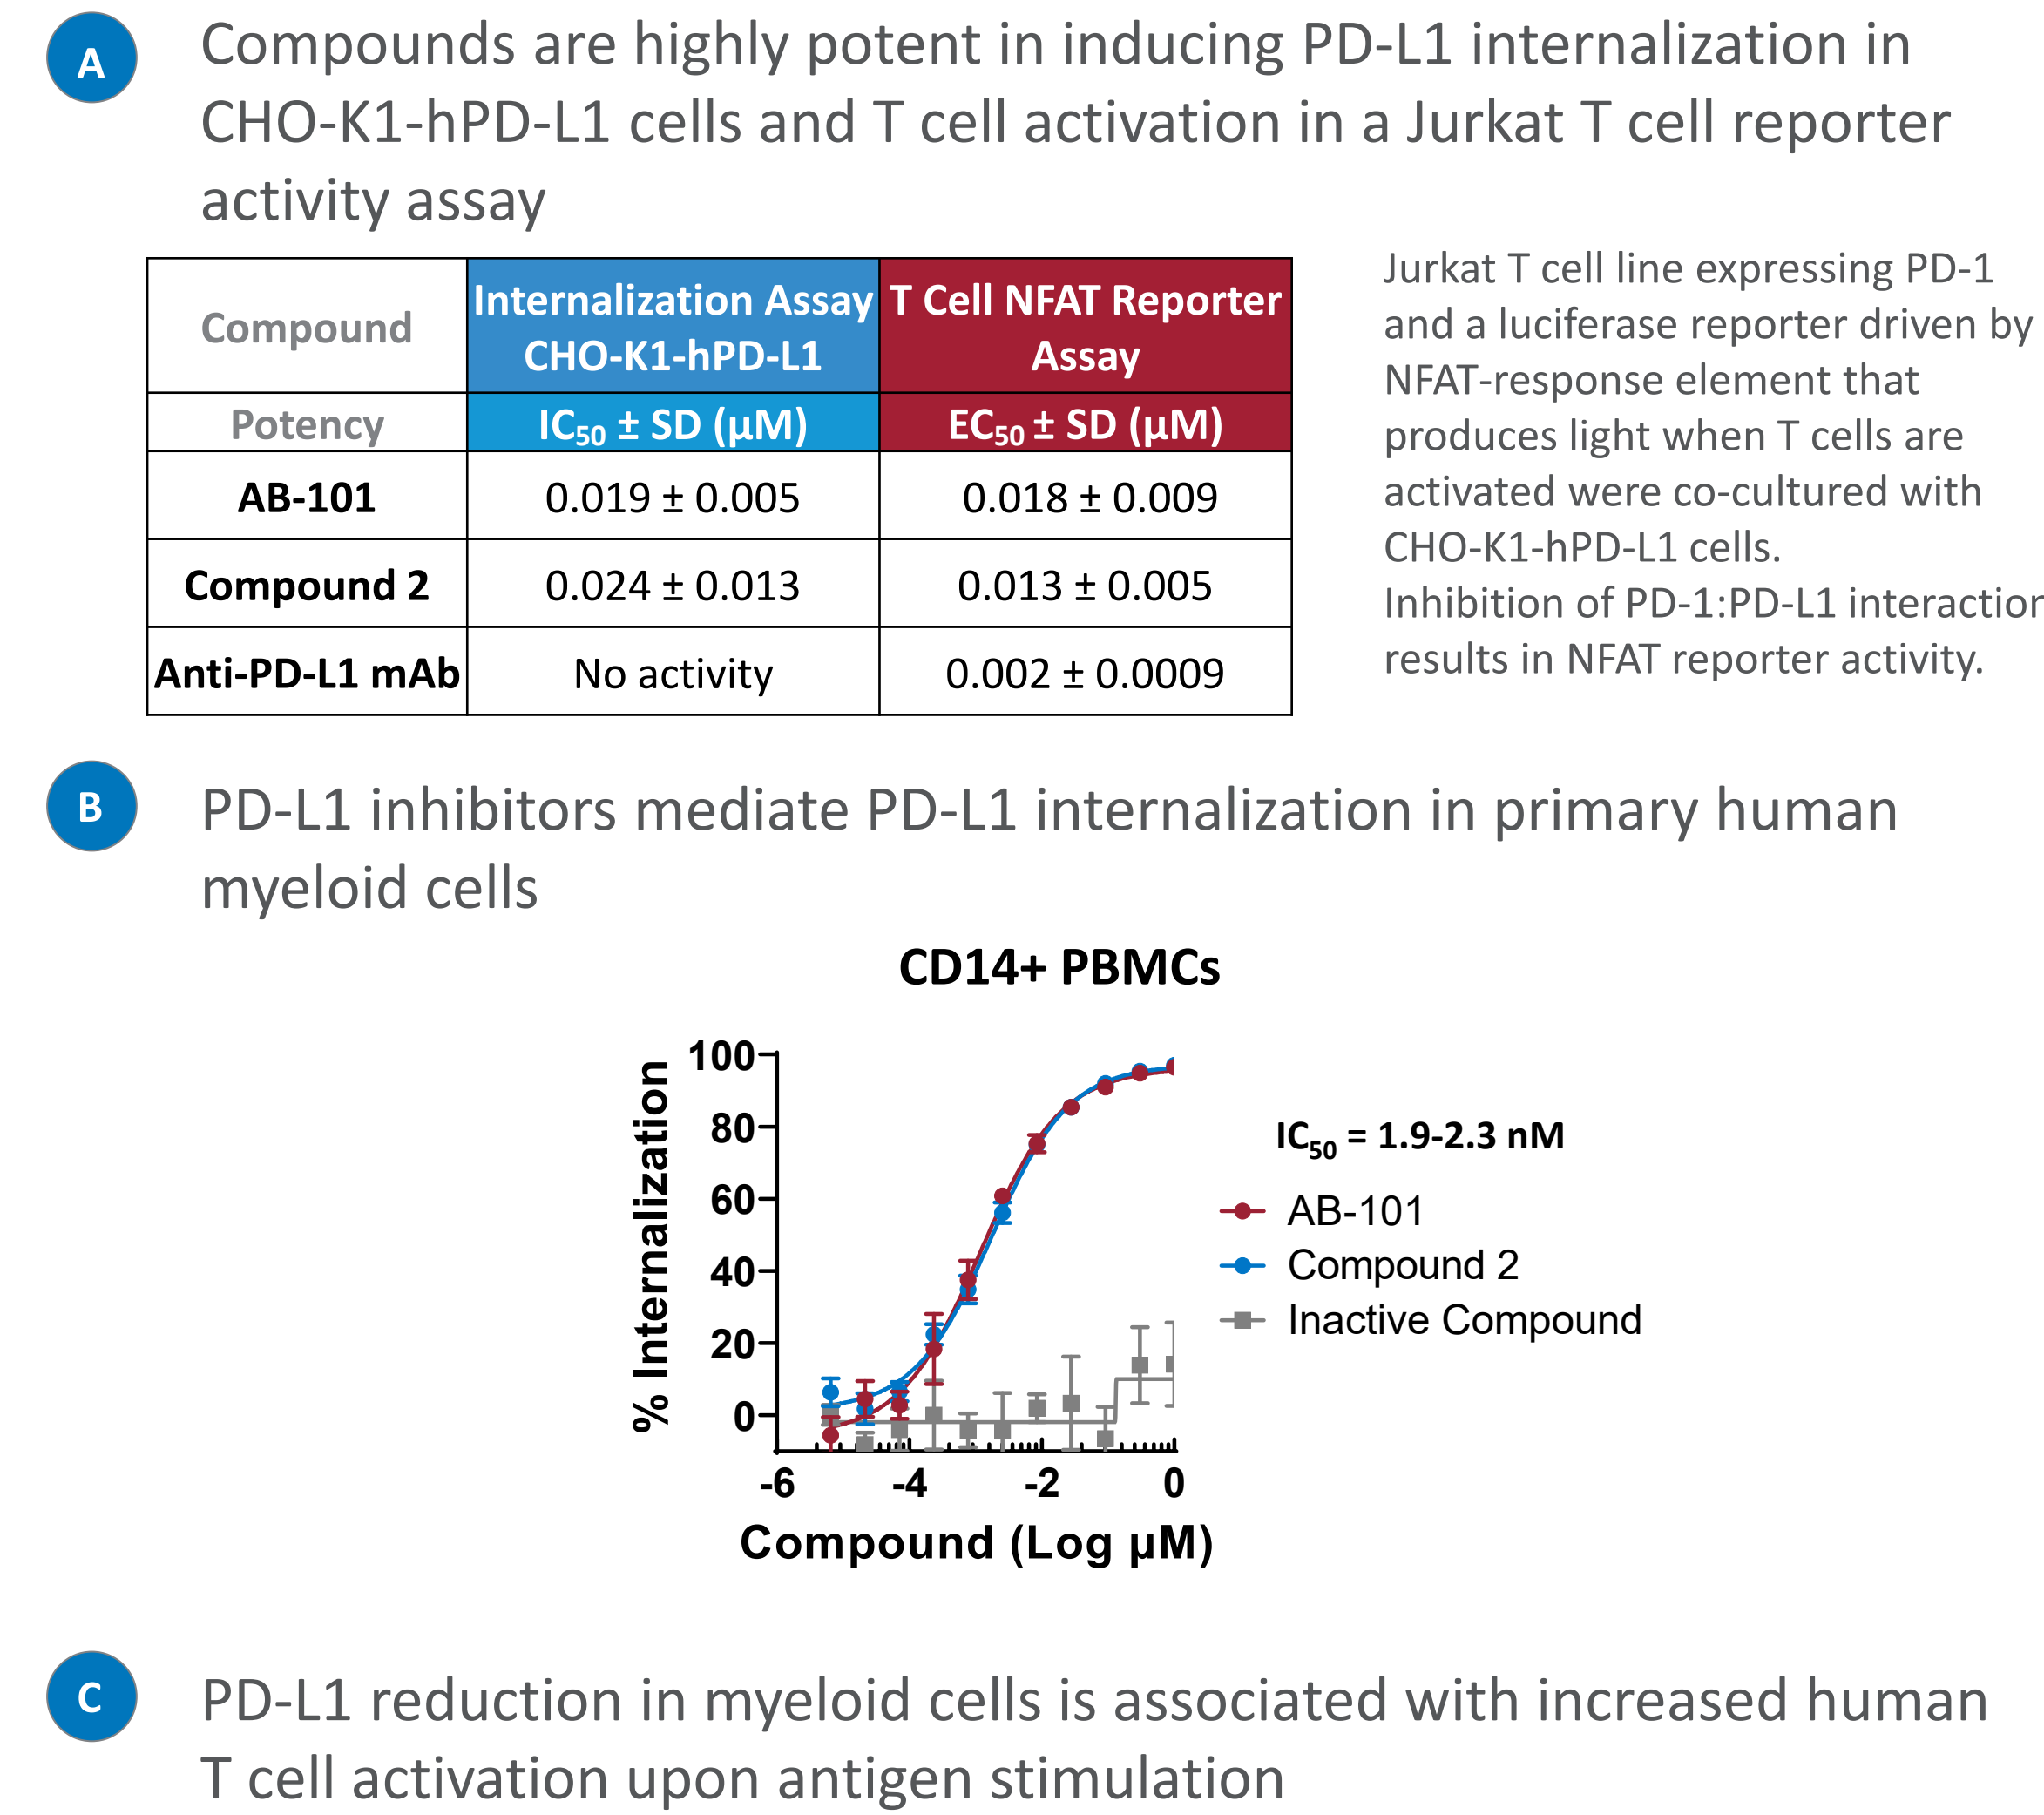 A
Compounds are highly potent in inducing PD-L1 internalization in
CHO-K1-hPD-L1 cells and T cell activation in a Jurkat T cell reporter
activity assay
Compound
Internalization Assay
CHO-K1-hPD-L1
T Cell NFAT Reporter
Assay
Potency
IC50 ± SD (µM)
EC50 ± SD (µM)
AB-101
0.019 ± 0.005
0.018 ± 0.009
Compound 2
0.024 ± 0.013
0.013 ± 0.005
Anti-PD-L1 mAb
No activity
0.002 ± 0.0009
Jurkat T cell line expressing PD-1
and a luciferase reporter driven by
NFAT-response element that
produces light when T cells are
activated were co-cultured with
CHO-K1-hPD-L1 cells.
Inhibition of PD-1:PD-L1 interaction
results in NFAT reporter activity.
B
PD-L1 inhibitors mediate PD-L1 internalization in primary human
myeloid cells
CD14+ PBMCs
% Internalization
100
80
60
40
20
0
-6
-4
-2
0
Compound (Log µM)
IC50 = 1.9-2.3 nM
AB-101
Compound 2
Inactive Compound
C
PD-L1 reduction in myeloid cells is associated with increased human
T cell activation upon antigen stimulation